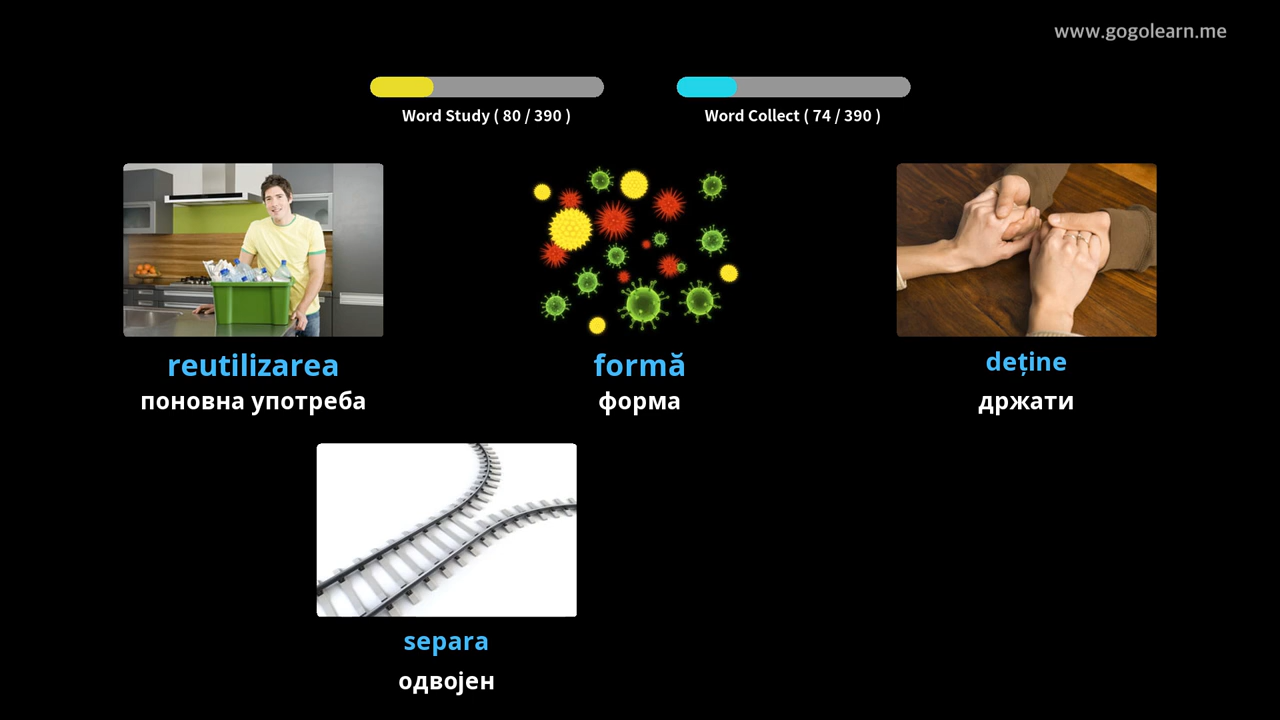 www.gogolearn.me
Word Study ( 80 / 390 )
Word Collect ( 74 / 390 )
reutilizarea
поновна употреба
formă
форма
deține
држати
separa
одвојен